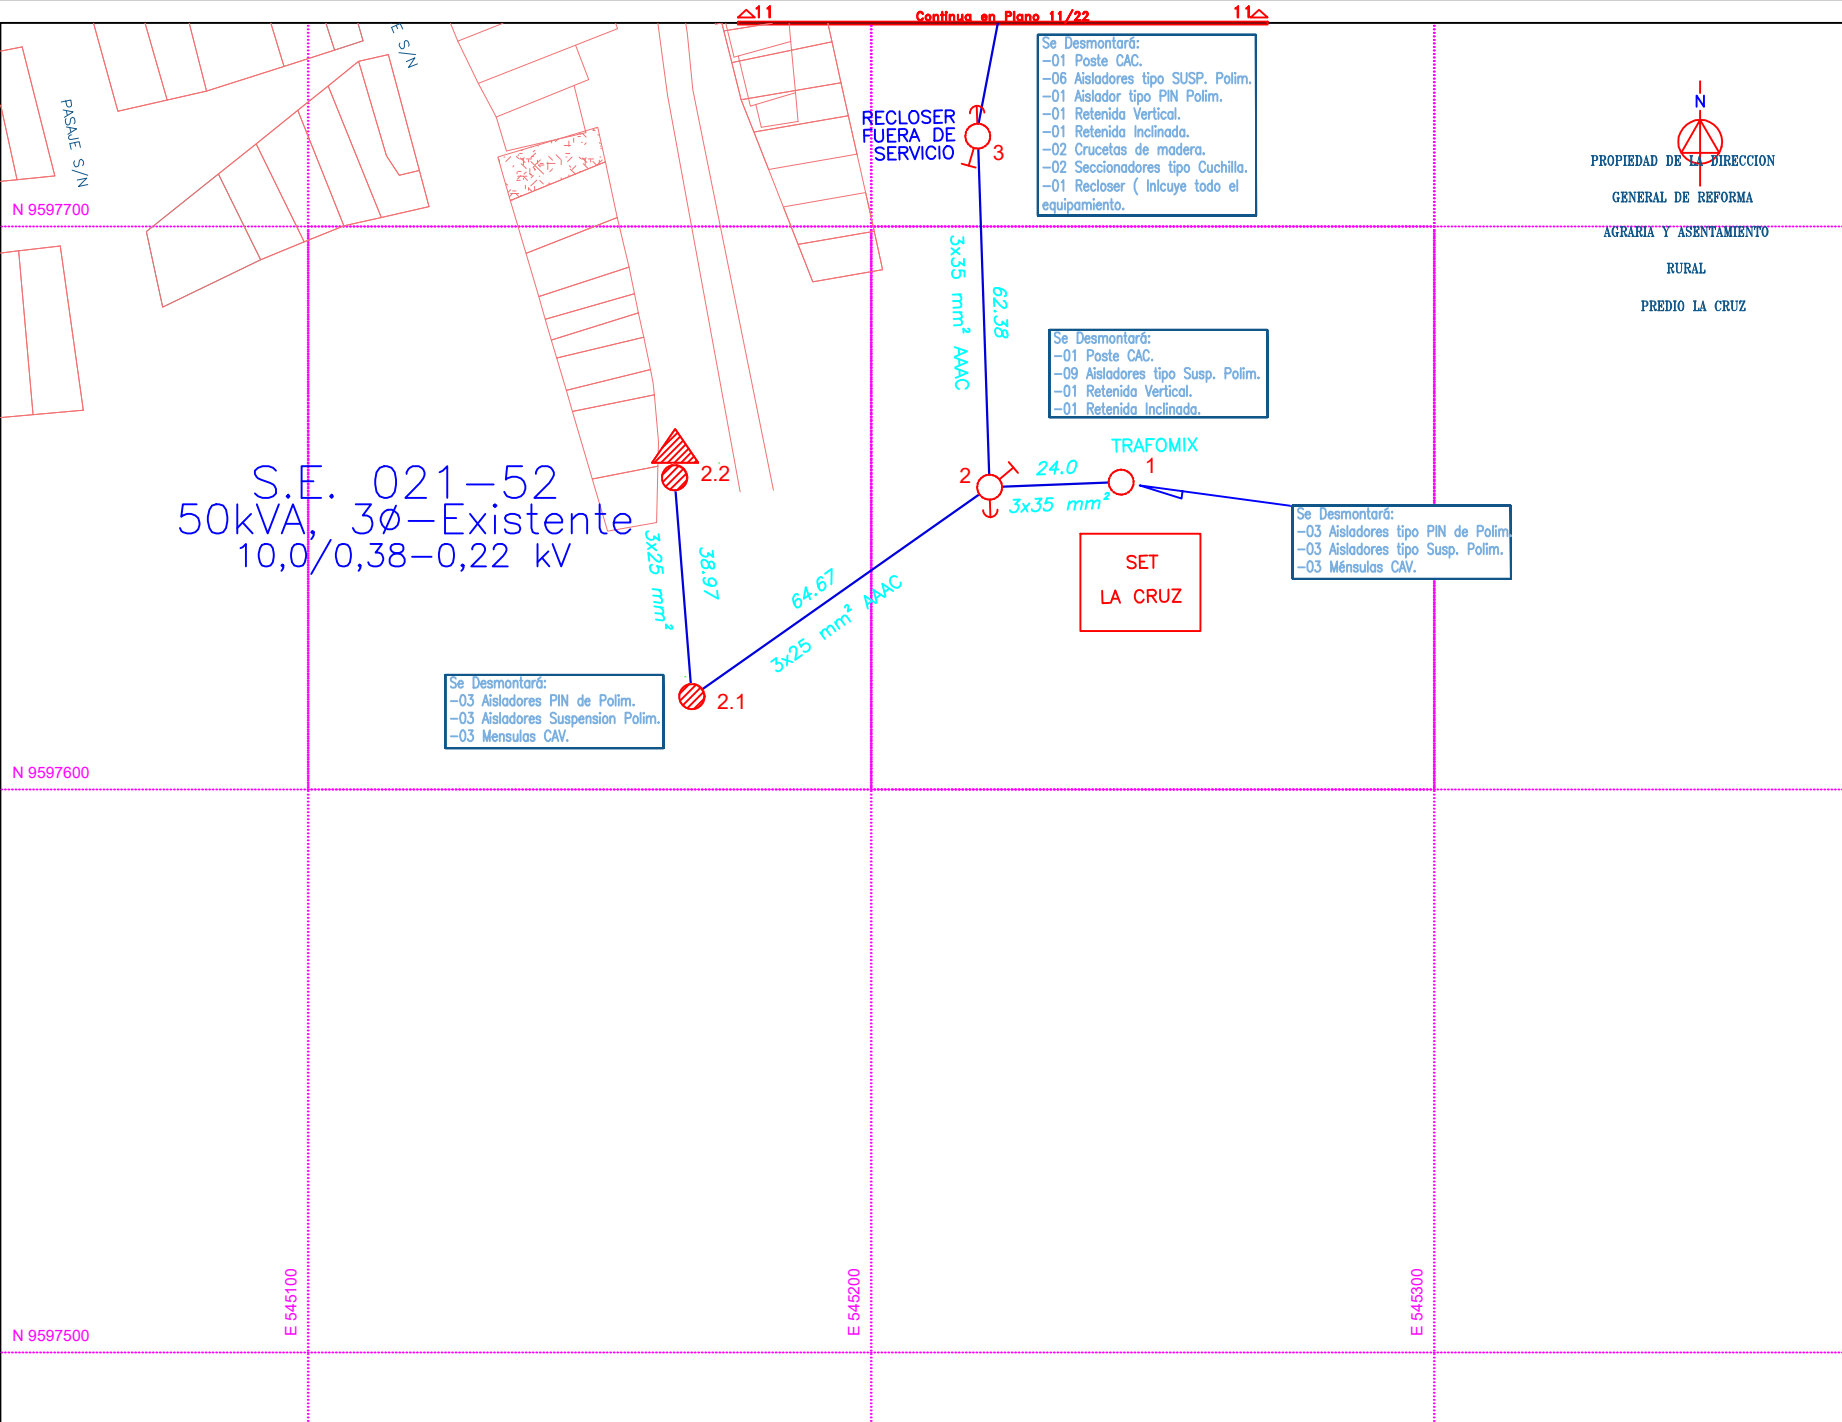 11
Continua en Plano 11/22
11
E S/N
PASAJE S/N
Se Desmontará:
-01 Poste CAC.
-06 Aisladores tipo SUSP. Polim.
-01 Aislador tipo PIN Polim.
-01 Retenida Vertical.
-01 Retenida Inclinada.
-02 Crucetas de madera.
-02 Seccionadores tipo Cuchilla.
-01 Recloser ( Inlcuye todo el
equipamiento.
RECLOSER
FUERA DE
SERVICIO
3
N
PROPIEDAD DE LA DIRECCION
GENERAL DE REFORMA
AGRARIA Y ASENTAMIENTO
RURAL
PREDIO LA CRUZ
N 9597700
3x35 mm² AAAC
62.38
Se Desmontará:
-01 Poste CAC.
-09 Aisladores tipo Susp. Polim.
-01 Retenida Vertical.
-01 Retenida Inclinada.
TRAFOMIX
S.E. 021-52
50kVA, 3Ø-Existente
10,0/0,38-0,22 kV
2.2
2
24.0
1
3x35 mm²
Se Desmontará:
-03 Aisladores tipo PIN de Polim
-03 Aisladores tipo Susp. Polim.
-03 Ménsulas CAV.
SET
LA CRUZ
3x25 mm²
38.97
64.67
3x25 mm² AAAC
Se Desmontará:
-03 Aisladores PIN de Polim.
-03 Aisladores Suspension Polim.
-03 Mensulas CAV.
2.1
N 9597600
E 545100
E 545200
E 545300
N 9597500